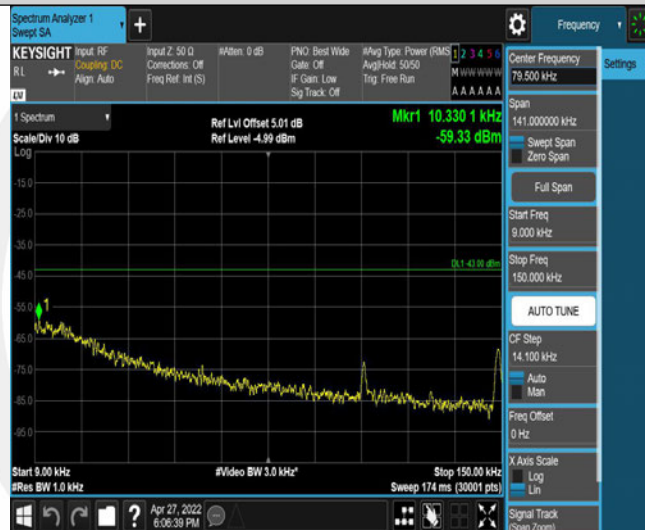 Spectrum Analyzer 1
Swept SA
Frequency
KEYSIGHT
RL
Input: RF
Coupling: DC
Align: Auto
Input Z: 50 Ω
Corrections: Off
Freq Ref: Int (S)
#Atten: 0 dB
PNO: Best Wide
Gate: Off
IF Gain: Low
Sig Track: Off
#Avg Type: Power (RMS
Avg|Hold: 50/50
Trig: Free Run
1 2 3 4 5 6
M W W W W W
A A A A A A
LXI
1 Spectrum
Scale/Div 10 dB
Log
Ref Lvl Offset 5.01 dB
Ref Level -4.99 dBm
Mkr1 10.330 1 kHz
-59.33 dBm
-15.0
-25.0
-35.0
DL1 -43.00 dBm
-45.0
-55.0
1
-65.0
-75.0
-85.0
-95.0
Start 9.00 kHz
#Res BW 1.0 kHz
#Video BW 3.0 kHz*
Stop 150.00 kHz
Sweep 174 ms (30001 pts)
Apr 27, 2022
6:06:39 PM
Center Frequency
79.500 kHz
Settings
Span
141.000000 kHz
Swept Span
Zero Span
Full Span
Start Freq
9.000 kHz
Stop Freq
150.000 kHz
AUTO TUNE
CF Step
14.100 kHz
Auto
Man
Freq Offset
0 Hz
X Axis Scale
Log
Lin
Signal Track
(Span Zoom)